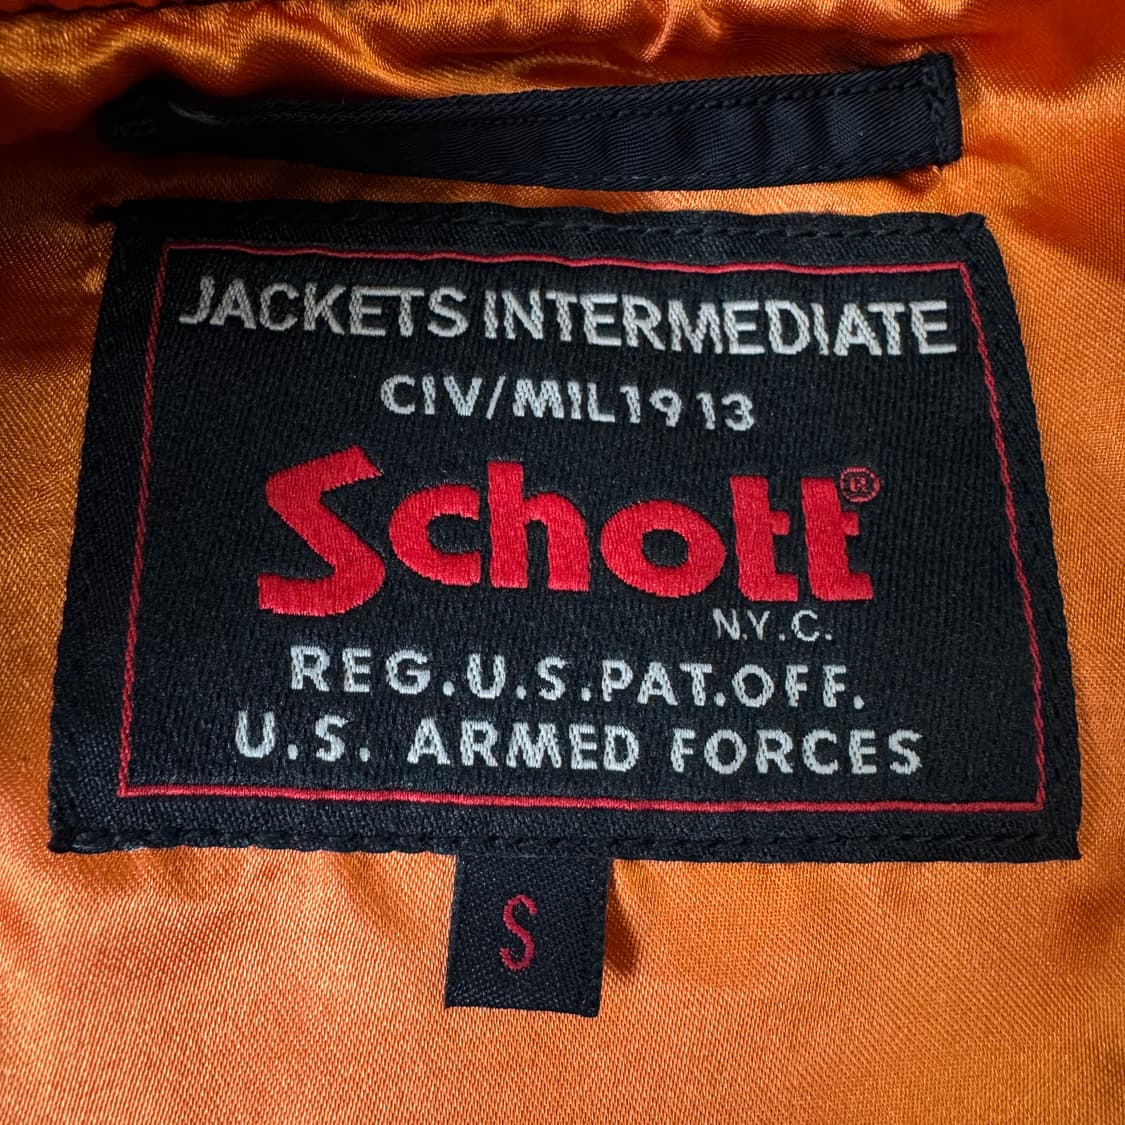 JACKETS INTERMEDIATE
CIV/MIL1913
Schott®
N.Y.C.
REG.U.S.PAT.OFF.
U.S. ARMED FORCES
S